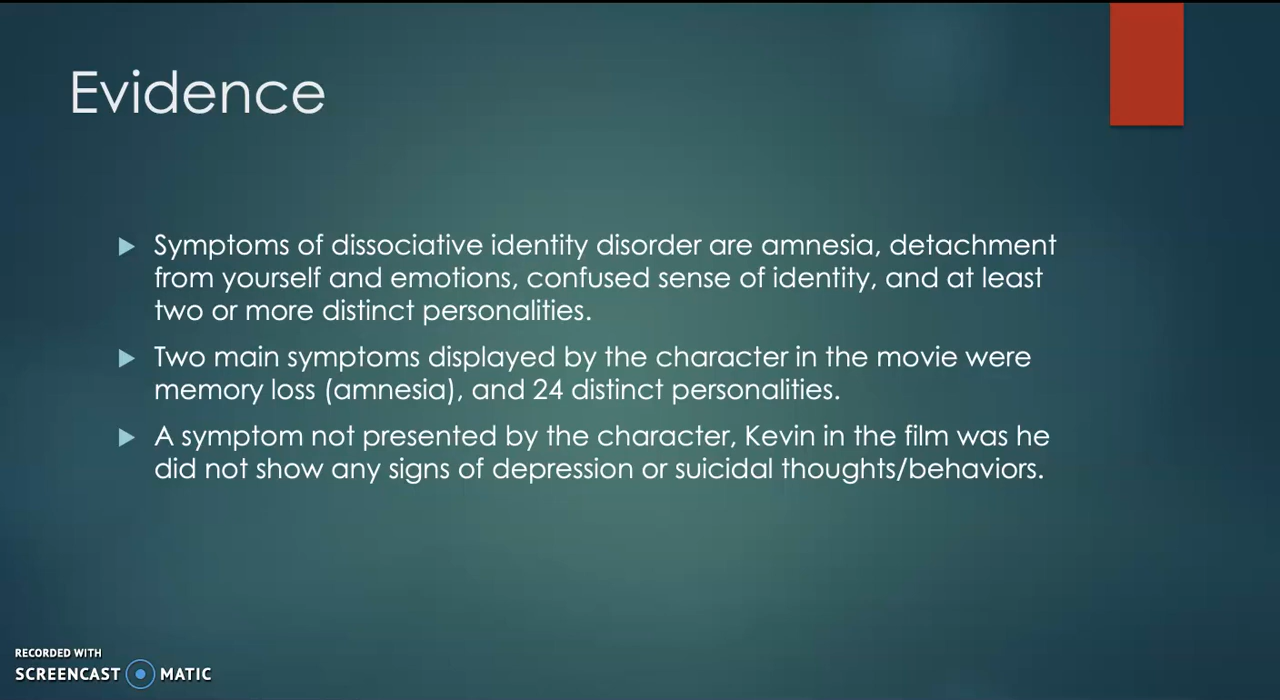 Evidence
Symptoms of dissociative identity disorder are amnesia, detachment
from yourself and emotions, confused sense of identity, and at least
two or more distinct personalities.
Two main symptoms displayed by the character in the movie were
memory loss (amnesia), and 24 distinct personalities.
A symptom not presented by the character, Kevin in the film was he
did not show any signs of depression or suicidal thoughts/behaviors.
RECORDED WITH
SCREENCAST MATIC